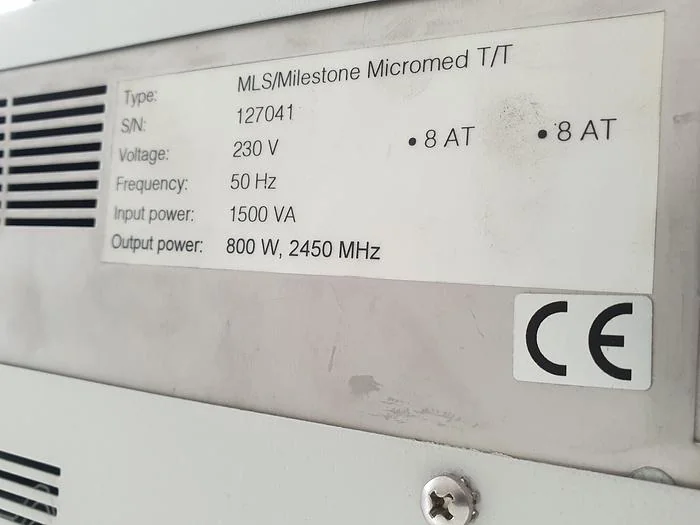 Type: MLS/Milestone Micromed T/T
S/N: 127041
Voltage: 230 V • 8 AT • 8 AT
Frequency: 50 Hz
Input power: 1500 VA
Output power: 800 W, 2450 MHz
CE